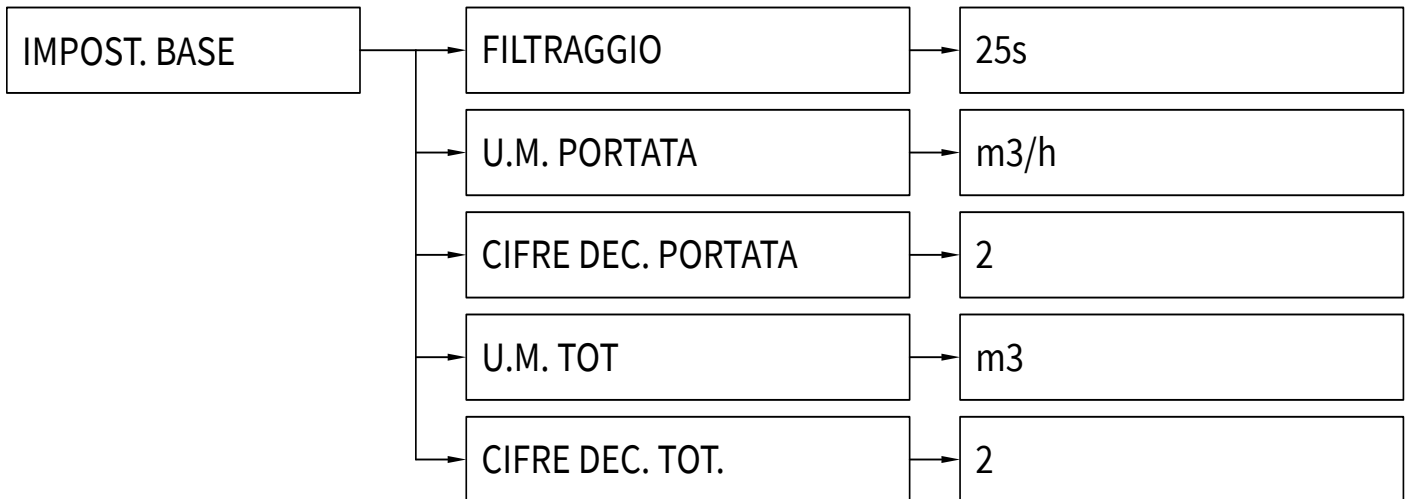 IMPOST. BASE
FILTRAGGIO
25s
U.M. PORTATA
m3/h
CIFRE DEC. PORTATA
2
U.M. TOT
m3
CIFRE DEC. TOT.
2